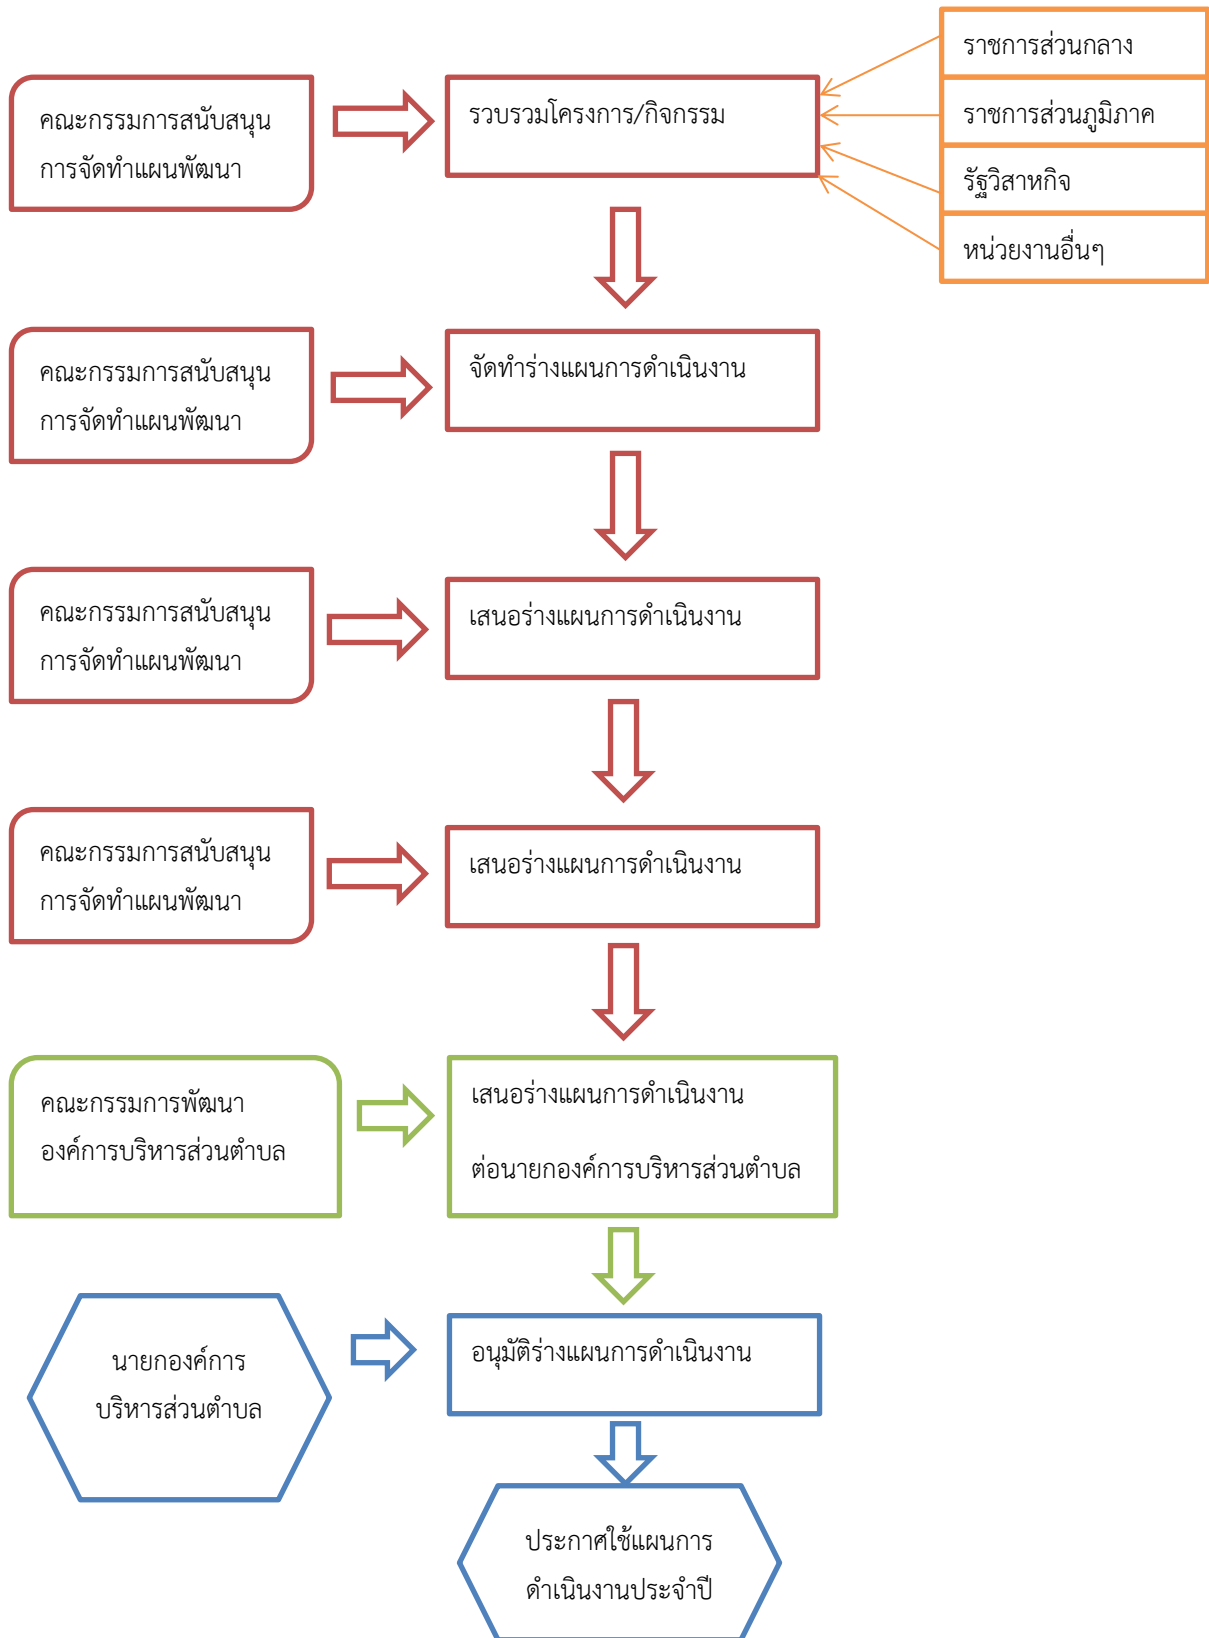 ราชการส่วนกลาง
ราชการส่วนภูมิภาค
รัฐวิสาหกิจ
หน่วยงานอื่นๆ
คณะกรรมการสนับสนุน
การจัดทำแผนพัฒนา
รวบรวมโครงการ/กิจกรรม
คณะกรรมการสนับสนุน
การจัดทำแผนพัฒนา
จัดทำร่างแผนการดำเนินงาน
คณะกรรมการสนับสนุน
การจัดทำแผนพัฒนา
เสนอร่างแผนการดำเนินงาน
คณะกรรมการสนับสนุน
การจัดทำแผนพัฒนา
เสนอร่างแผนการดำเนินงาน
คณะกรรมการพัฒนา
องค์การบริหารส่วนตำบล
เสนอร่างแผนการดำเนินงาน
ต่อนายกองค์การบริหารส่วนตำบล
นายกองค์การ
บริหารส่วนตำบล
อนุมัติร่างแผนการดำเนินงาน
ประกาศใช้แผนการ
ดำเนินงานประจำปี